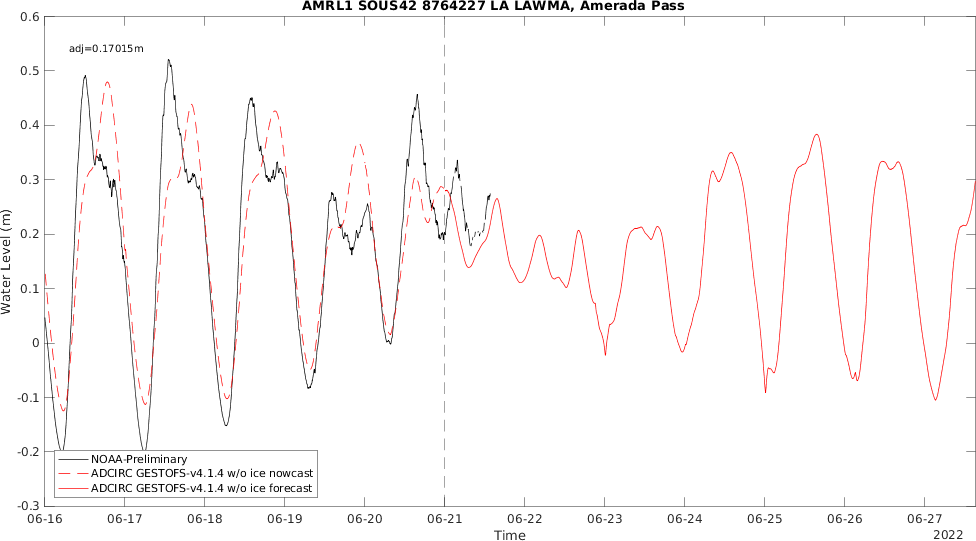 AMRL1 SOUS42 8764227 LA LAWMA, Amerada Pass
adj=0.17015m
0.6
0.5
0.4
0.3
0.2
0.1
0
-0.1
-0.2
-0.3
Water Level (m)
NOAA-Preliminary
ADCIRC GESTOFS-v4.1.4 w/o ice nowcast
ADCIRC GESTOFS-v4.1.4 w/o ice forecast
06-16 06-17 06-18 06-19 06-20 06-21 06-22 06-23 06-24 06-25 06-26 06-27
Time
2022